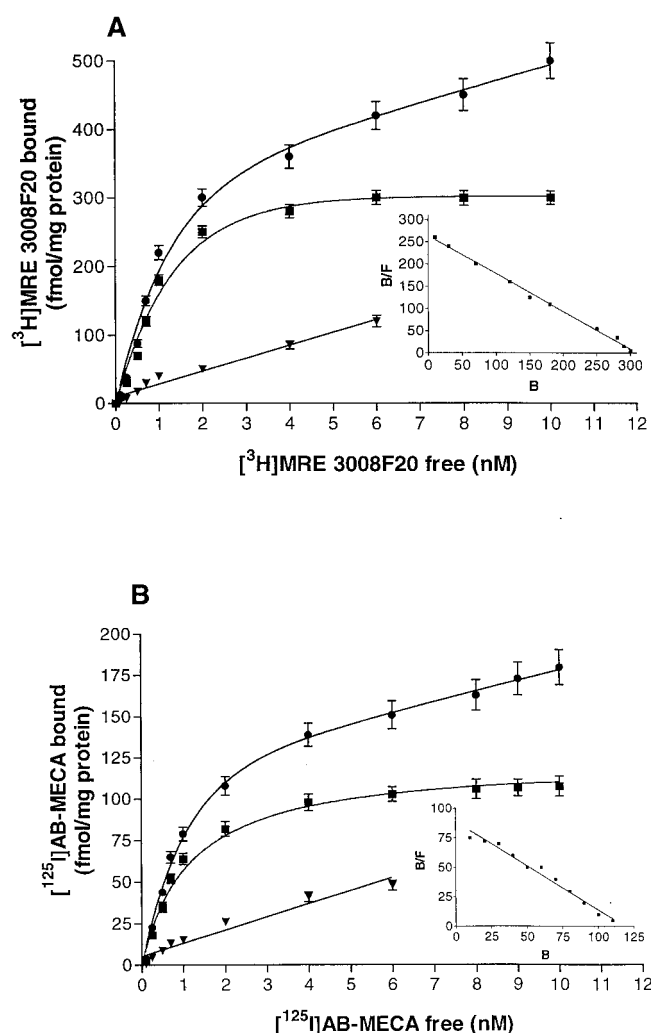 A
[³H]MRE 3008F20 bound
(fmol/mg protein)
500
400
300
200
100
0
0 1 2 3 4 5 6 7 8 9 10 11 12
[³H]MRE 3008F20 free (nM)
B/F
300
250
200
150
100
50
0
0 50 100 150 200 250 300
B
B
[¹²⁵I]AB-MECA bound
(fmol/mg protein)
200
175
150
125
100
75
50
25
0
0 1 2 3 4 5 6 7 8 9 10 11 12
[¹²⁵I]AB-MECA free (nM)
B/F
100
75
50
25
0
0 25 50 75 100 125
B